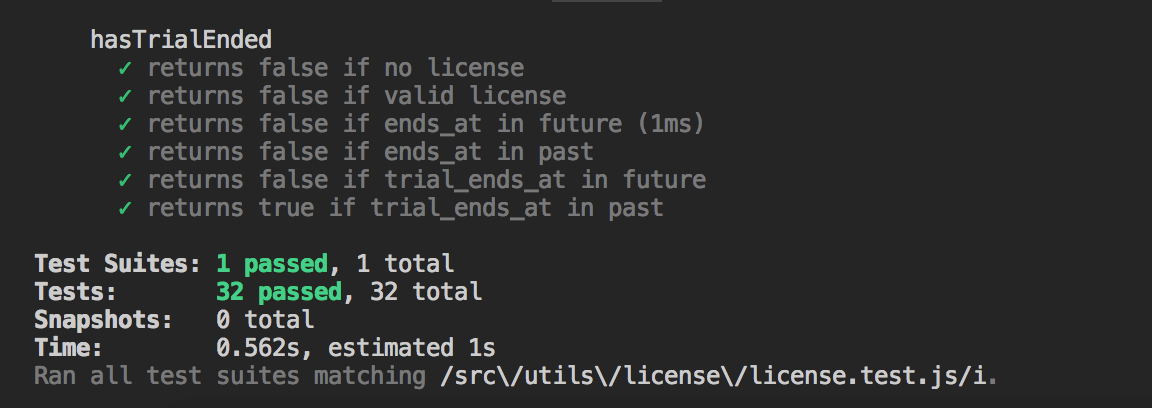 hasTrialEnded
✓ returns false if no license
✓ returns false if valid license
✓ returns false if ends_at in future (1ms)
✓ returns false if ends_at in past
✓ returns false if trial_ends_at in future
✓ returns true if trial_ends_at in past
Test Suites: 1 passed, 1 total
Tests: 32 passed, 32 total
Snapshots: 0 total
Time: 0.562s, estimated 1s
Ran all test suites matching /src\/utils\/license\/license.test.js/i.